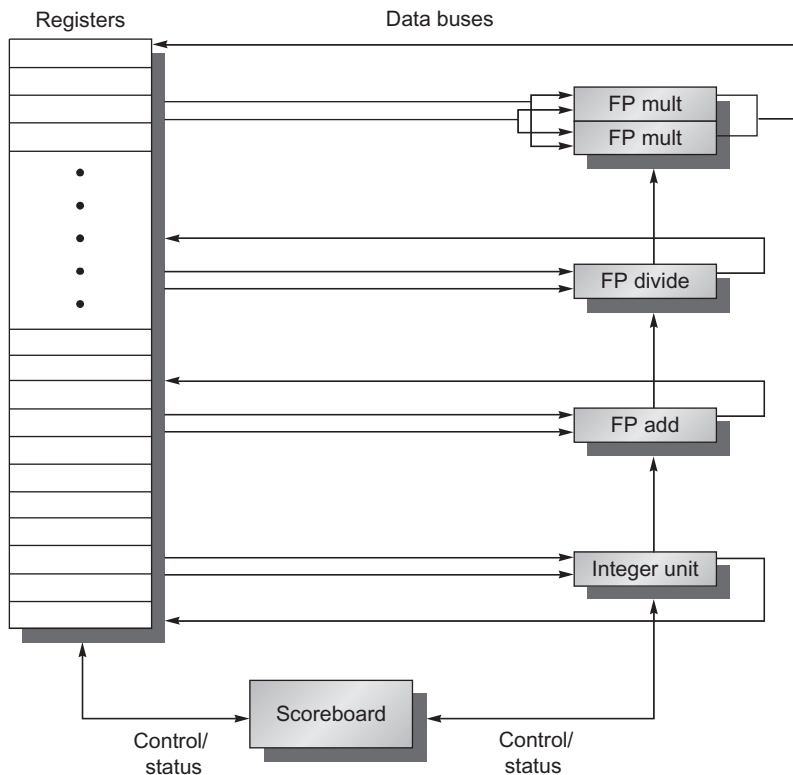 Registers
Data buses
FP mult
FP mult
FP divide
FP add
Integer unit
Scoreboard
Control/
status
Control/
status